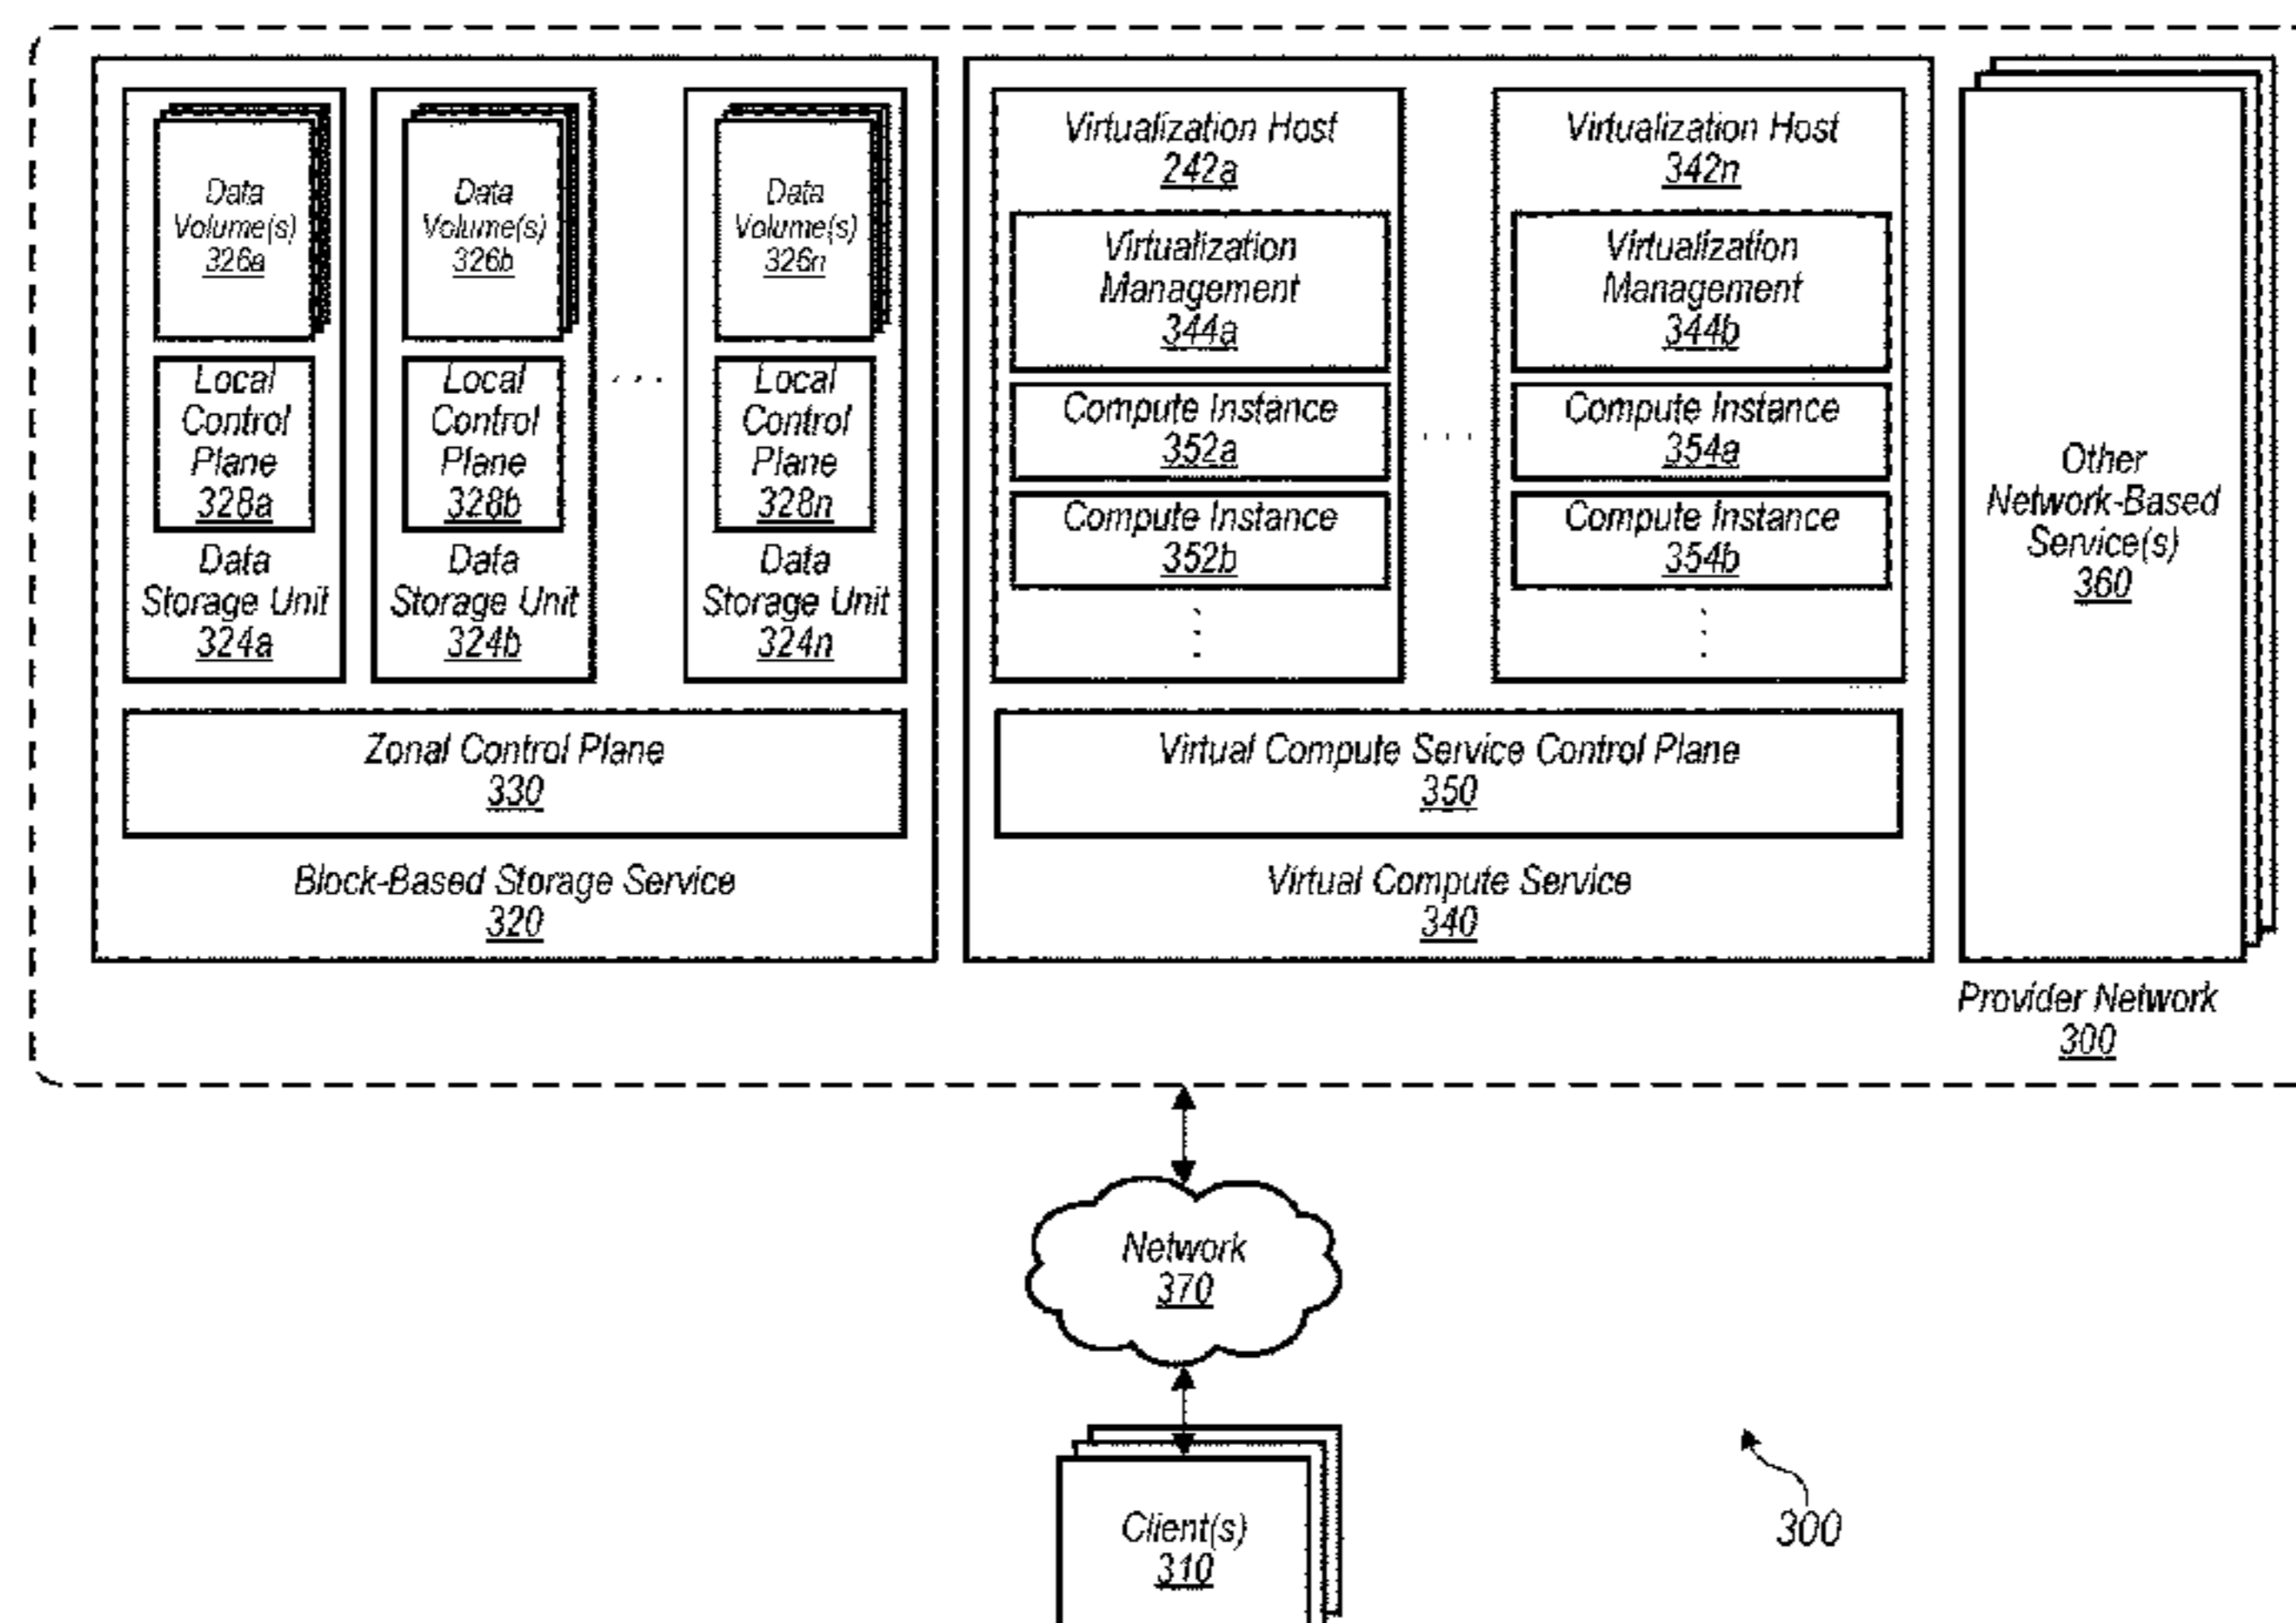 Data
Volume(s)
326a
Local
Control
Plane
328a
Data
Storage Unit
324a
Data
Volume(s)
326b
Local
Control
Plane
328b
Data
Storage Unit
324b
. . .
Data
Volume(s)
326n
Local
Control
Plane
328n
Data
Storage Unit
324n
Zonal Control Plane
330
Block-Based Storage Service
320
Virtualization Host
242a
Virtualization
Management
344a
Compute Instance
352a
Compute Instance
352b
. . .
Virtualization Host
342n
Virtualization
Management
344b
Compute Instance
354a
Compute Instance
354b
Virtual Compute Service Control Plane
350
Virtual Compute Service
340
Other
Network-Based
Service(s)
360
Provider Network
300
Network
370
Client(s)
310
300